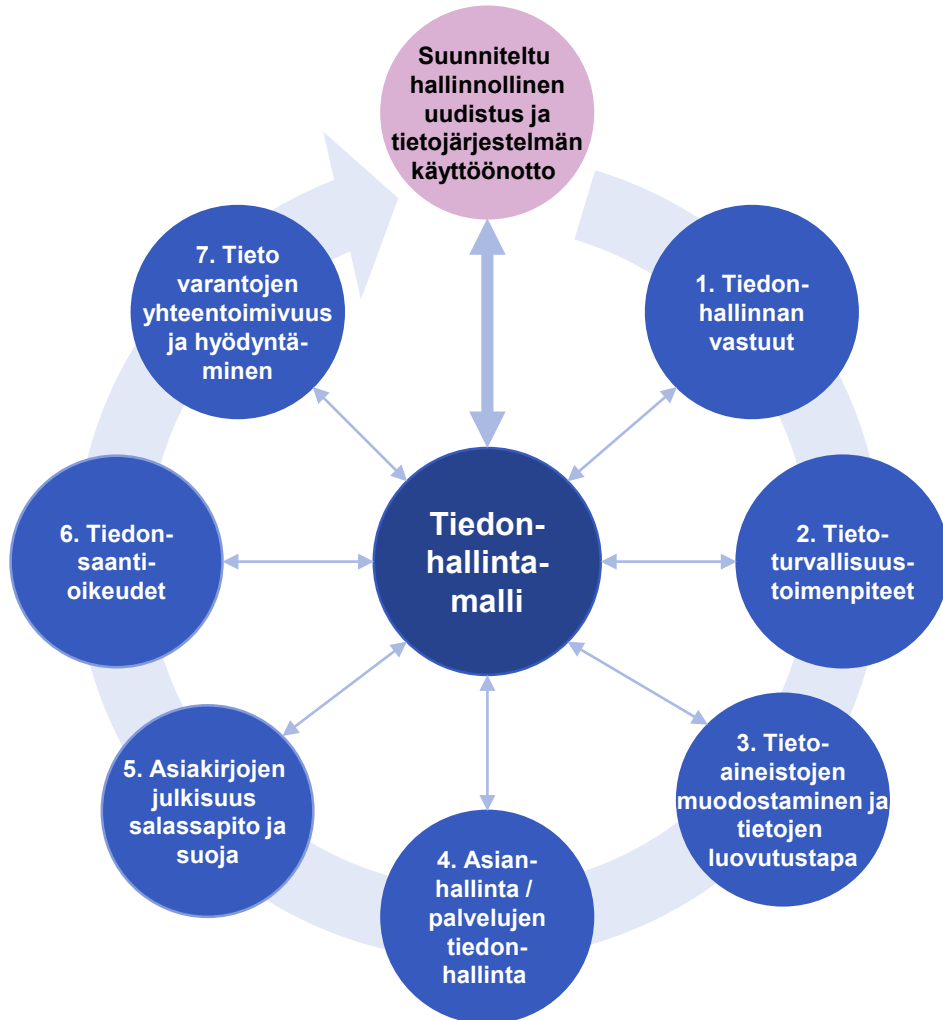 Suunniteltu
hallinnollinen
uudistus ja
tietojärjestelmän
käyttöönotto
1. Tiedon-
hallinnan
vastuut
2. Tieto-
turvallisuus-
toimenpiteet
3. Tieto-
aineistojen
muodostaminen ja
tietojen
luovutustapa
4. Asian-
hallinta /
palvelujen
tiedon-
hallinta
5. Asiakirjojen
julkisuus
salassapito ja
suoja
6. Tiedon-
saanti-
oikeudet
7. Tieto
varantojen
yhteentoimivuus
ja hyödyntä-
minen
Tiedon-
hallinta-
malli